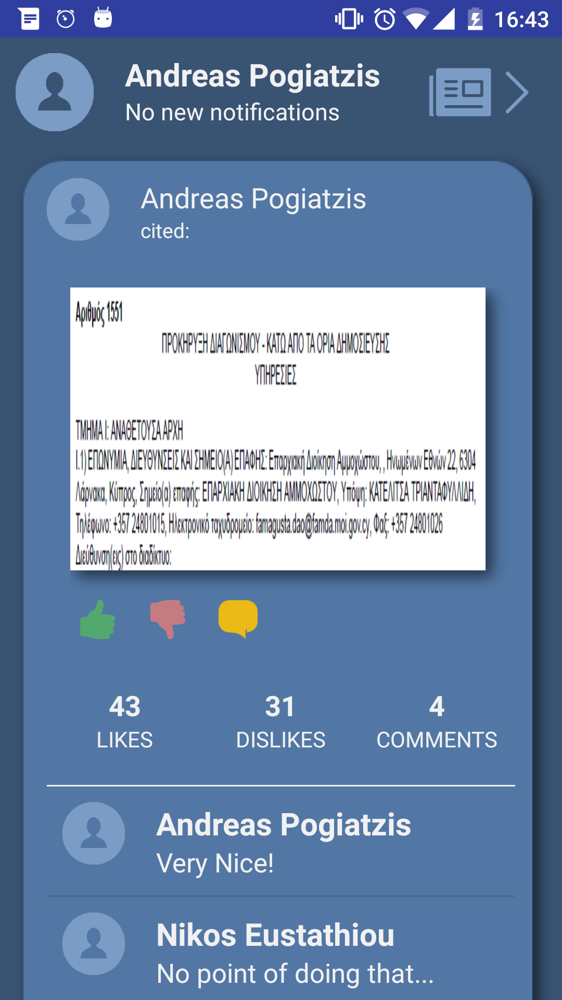 16:43
Andreas Pogiatzis
No new notifications
Andreas Pogiatzis
cited:
Αριθμός 1551
ΠΡΟΚΗΡΥΞΗ ΔΙΑΓΩΝΙΣΜΟΥ - ΚΑΤΩ ΑΠΟ ΤΑ ΟΡΙΑ ΔΗΜΟΣΙΕΥΣΗΣ
ΥΠΗΡΕΣΙΕΣ
ΤΜΗΜΑ Ι: ΑΝΑΘΕΤΟΥΣΑ ΑΡΧΗ
Ι.1) ΕΠΩΝΥΜΙΑ, ΔΙΕΥΘΥΝΣΕΙΣ ΚΑΙ ΣΗΜΕΙΟ(Α) ΕΠΑΦΗΣ: Επαρχιακή Διοίκηση Αμμοχώστου, , Ηνωμένων Εθνών 22, 6304
Λάρνακα, Κύπρος, Σημείο(α) επαφής: ΕΠΑΡΧΙΑΚΗ ΔΙΟΙΚΗΣΗ ΑΜΜΟΧΩΣΤΟΥ, Υπόψη: ΚΑΤΕΛΙΤΣΑ ΤΡΙΑΝΤΑΦΥΛΛΙΔΗ,
Τηλέφωνο: +357 24801015, Ηλεκτρονικό ταχυδρομείο: famagusta.dao@famda.moi.gov.cy, Φαξ: +357 24801026
Διεύθυνση(εις) στο διαδίκτυο:
43
LIKES
31
DISLIKES
4
COMMENTS
Andreas Pogiatzis
Very Nice!
Nikos Eustathiou
No point of doing that...